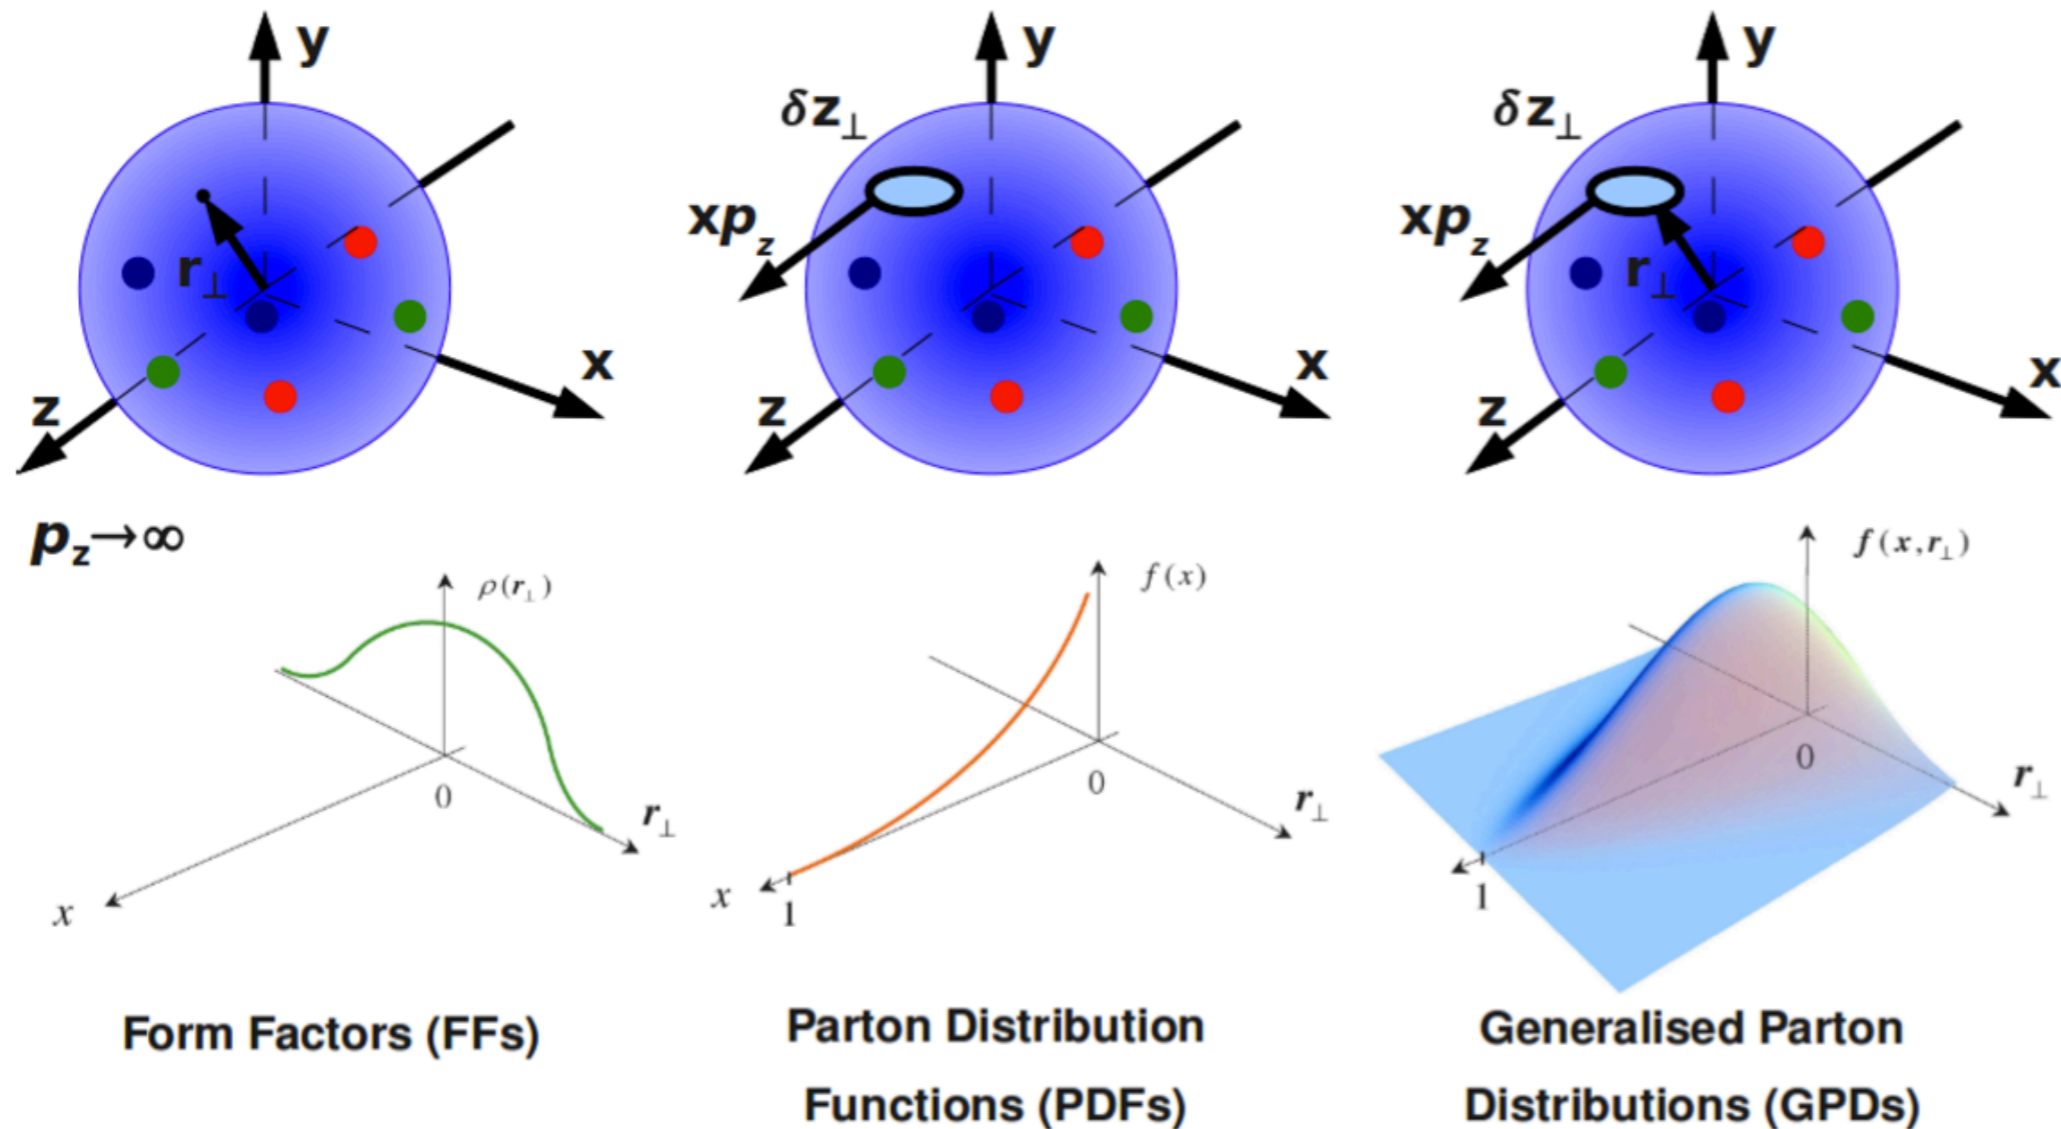 y
r⊥
z
x
p_z→∞
ρ(r⊥)
0
r⊥
x
Form Factors (FFs)
y
δz⊥
xp_z
z
x
f(x)
0
r⊥
x
1
Parton Distribution
Functions (PDFs)
y
δz⊥
xp_z
r⊥
z
x
f(x,r⊥)
0
r⊥
1
Generalised Parton
Distributions (GPDs)